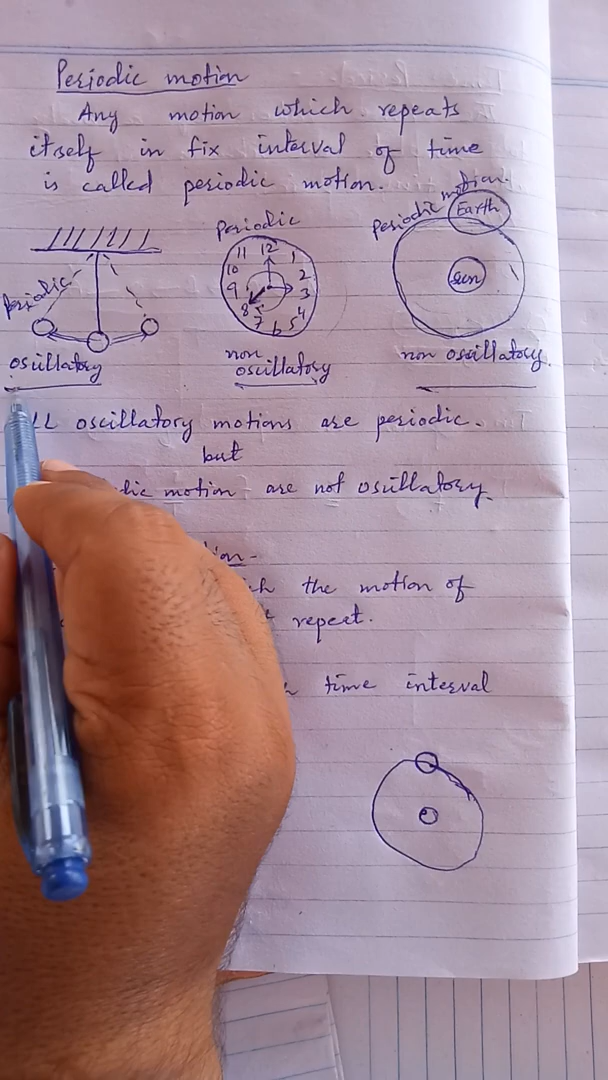 Periodic motion
Any motion which repeats
itself in fix interval of time
is called periodic motion.
Periodic
oscillatory
Periodic
12
11 1
10 2
9 3
8 4
7 6 5
non
oscillatory
Periodic motion.
Earth
sun
non oscillatory
oscillatory motions are periodic.
but
motion are not oscillatory
the motion of
repeat.
time interval